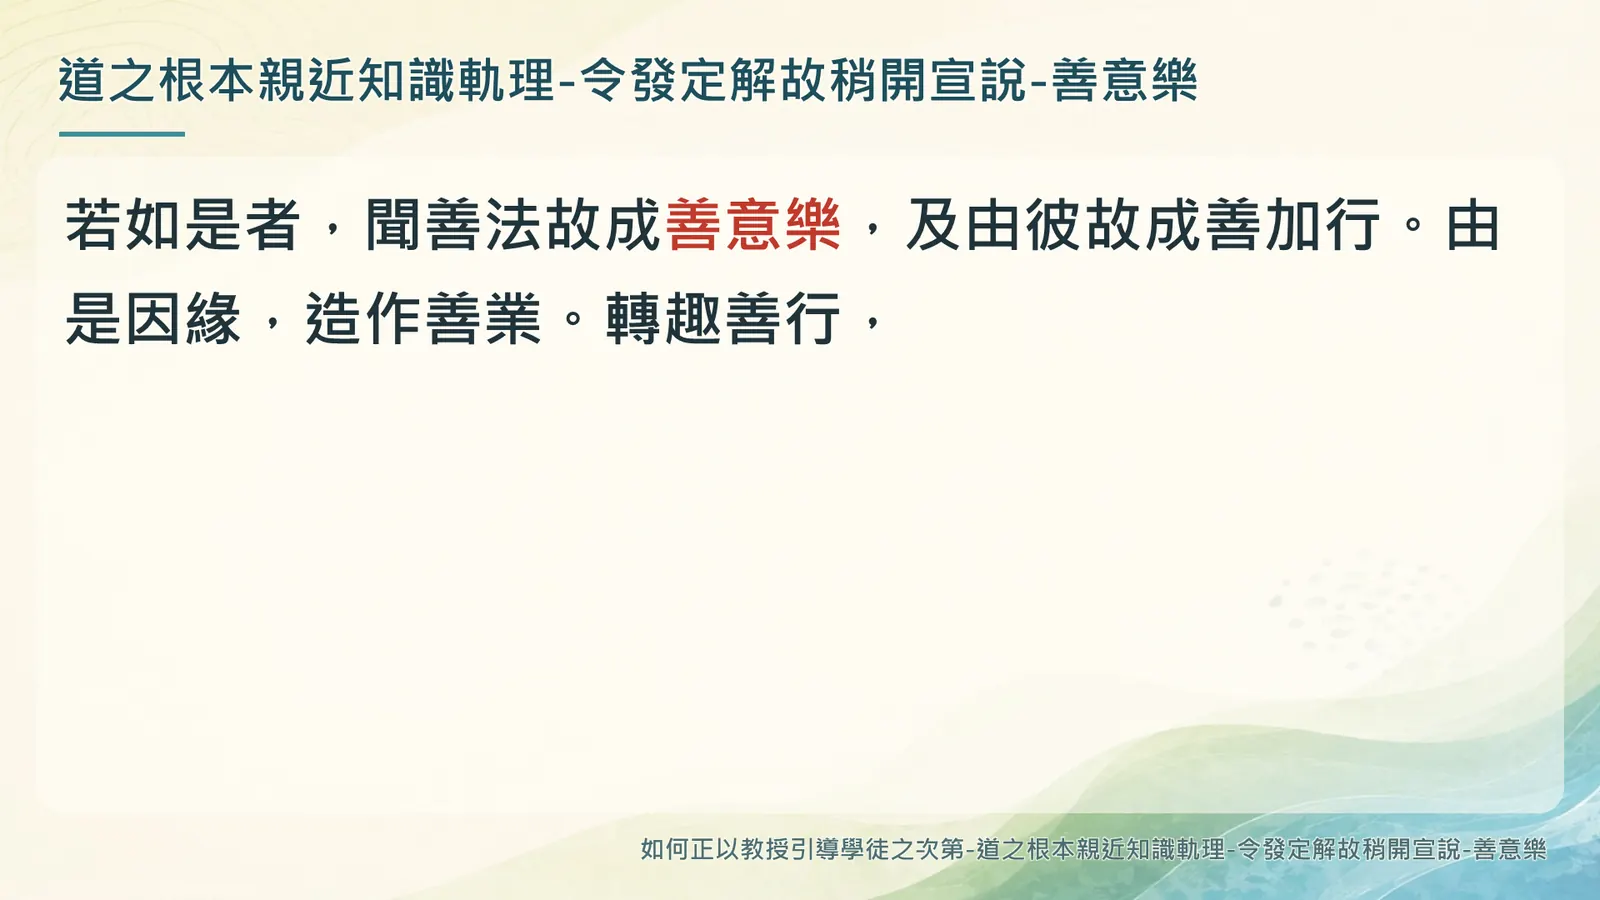 道之根本親近知識軌理-令發定解故稍開宣說-善意樂
若如是者，聞善法故成善意樂，及由彼故成善加行。由
是因緣，造作善業。轉趣善行，
如何正以教授引導學徒之次第-道之根本親近知識軌理-令發定解故稍開宣說-善意樂